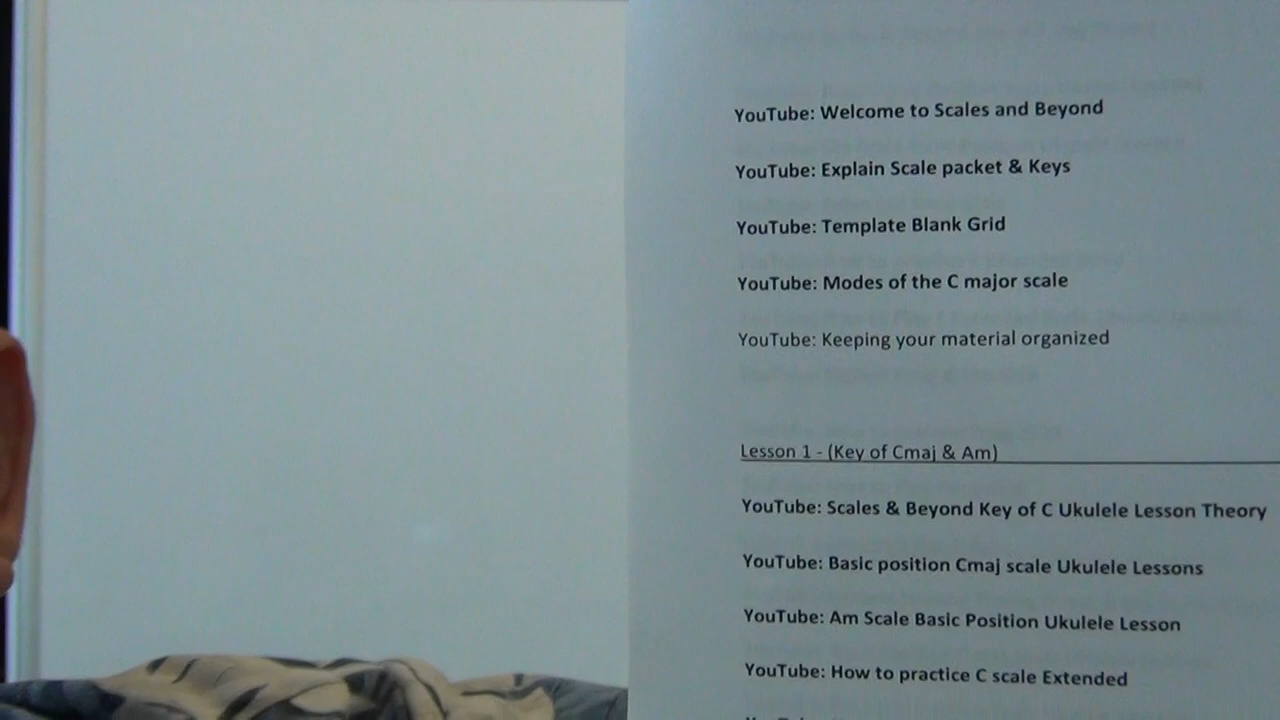 YouTube: Welcome to Scales and Beyond
YouTube: Explain Scale packet & Keys
YouTube: Template Blank Grid
YouTube: Modes of the C major scale
YouTube: Keeping your material organized
Lesson 1 - (Key of Cmaj & Am)
YouTube: Scales & Beyond Key of C Ukulele Lesson Theory
YouTube: Basic position Cmaj scale Ukulele Lessons
YouTube: Am Scale Basic Position Ukulele Lesson
YouTube: How to practice C scale Extended